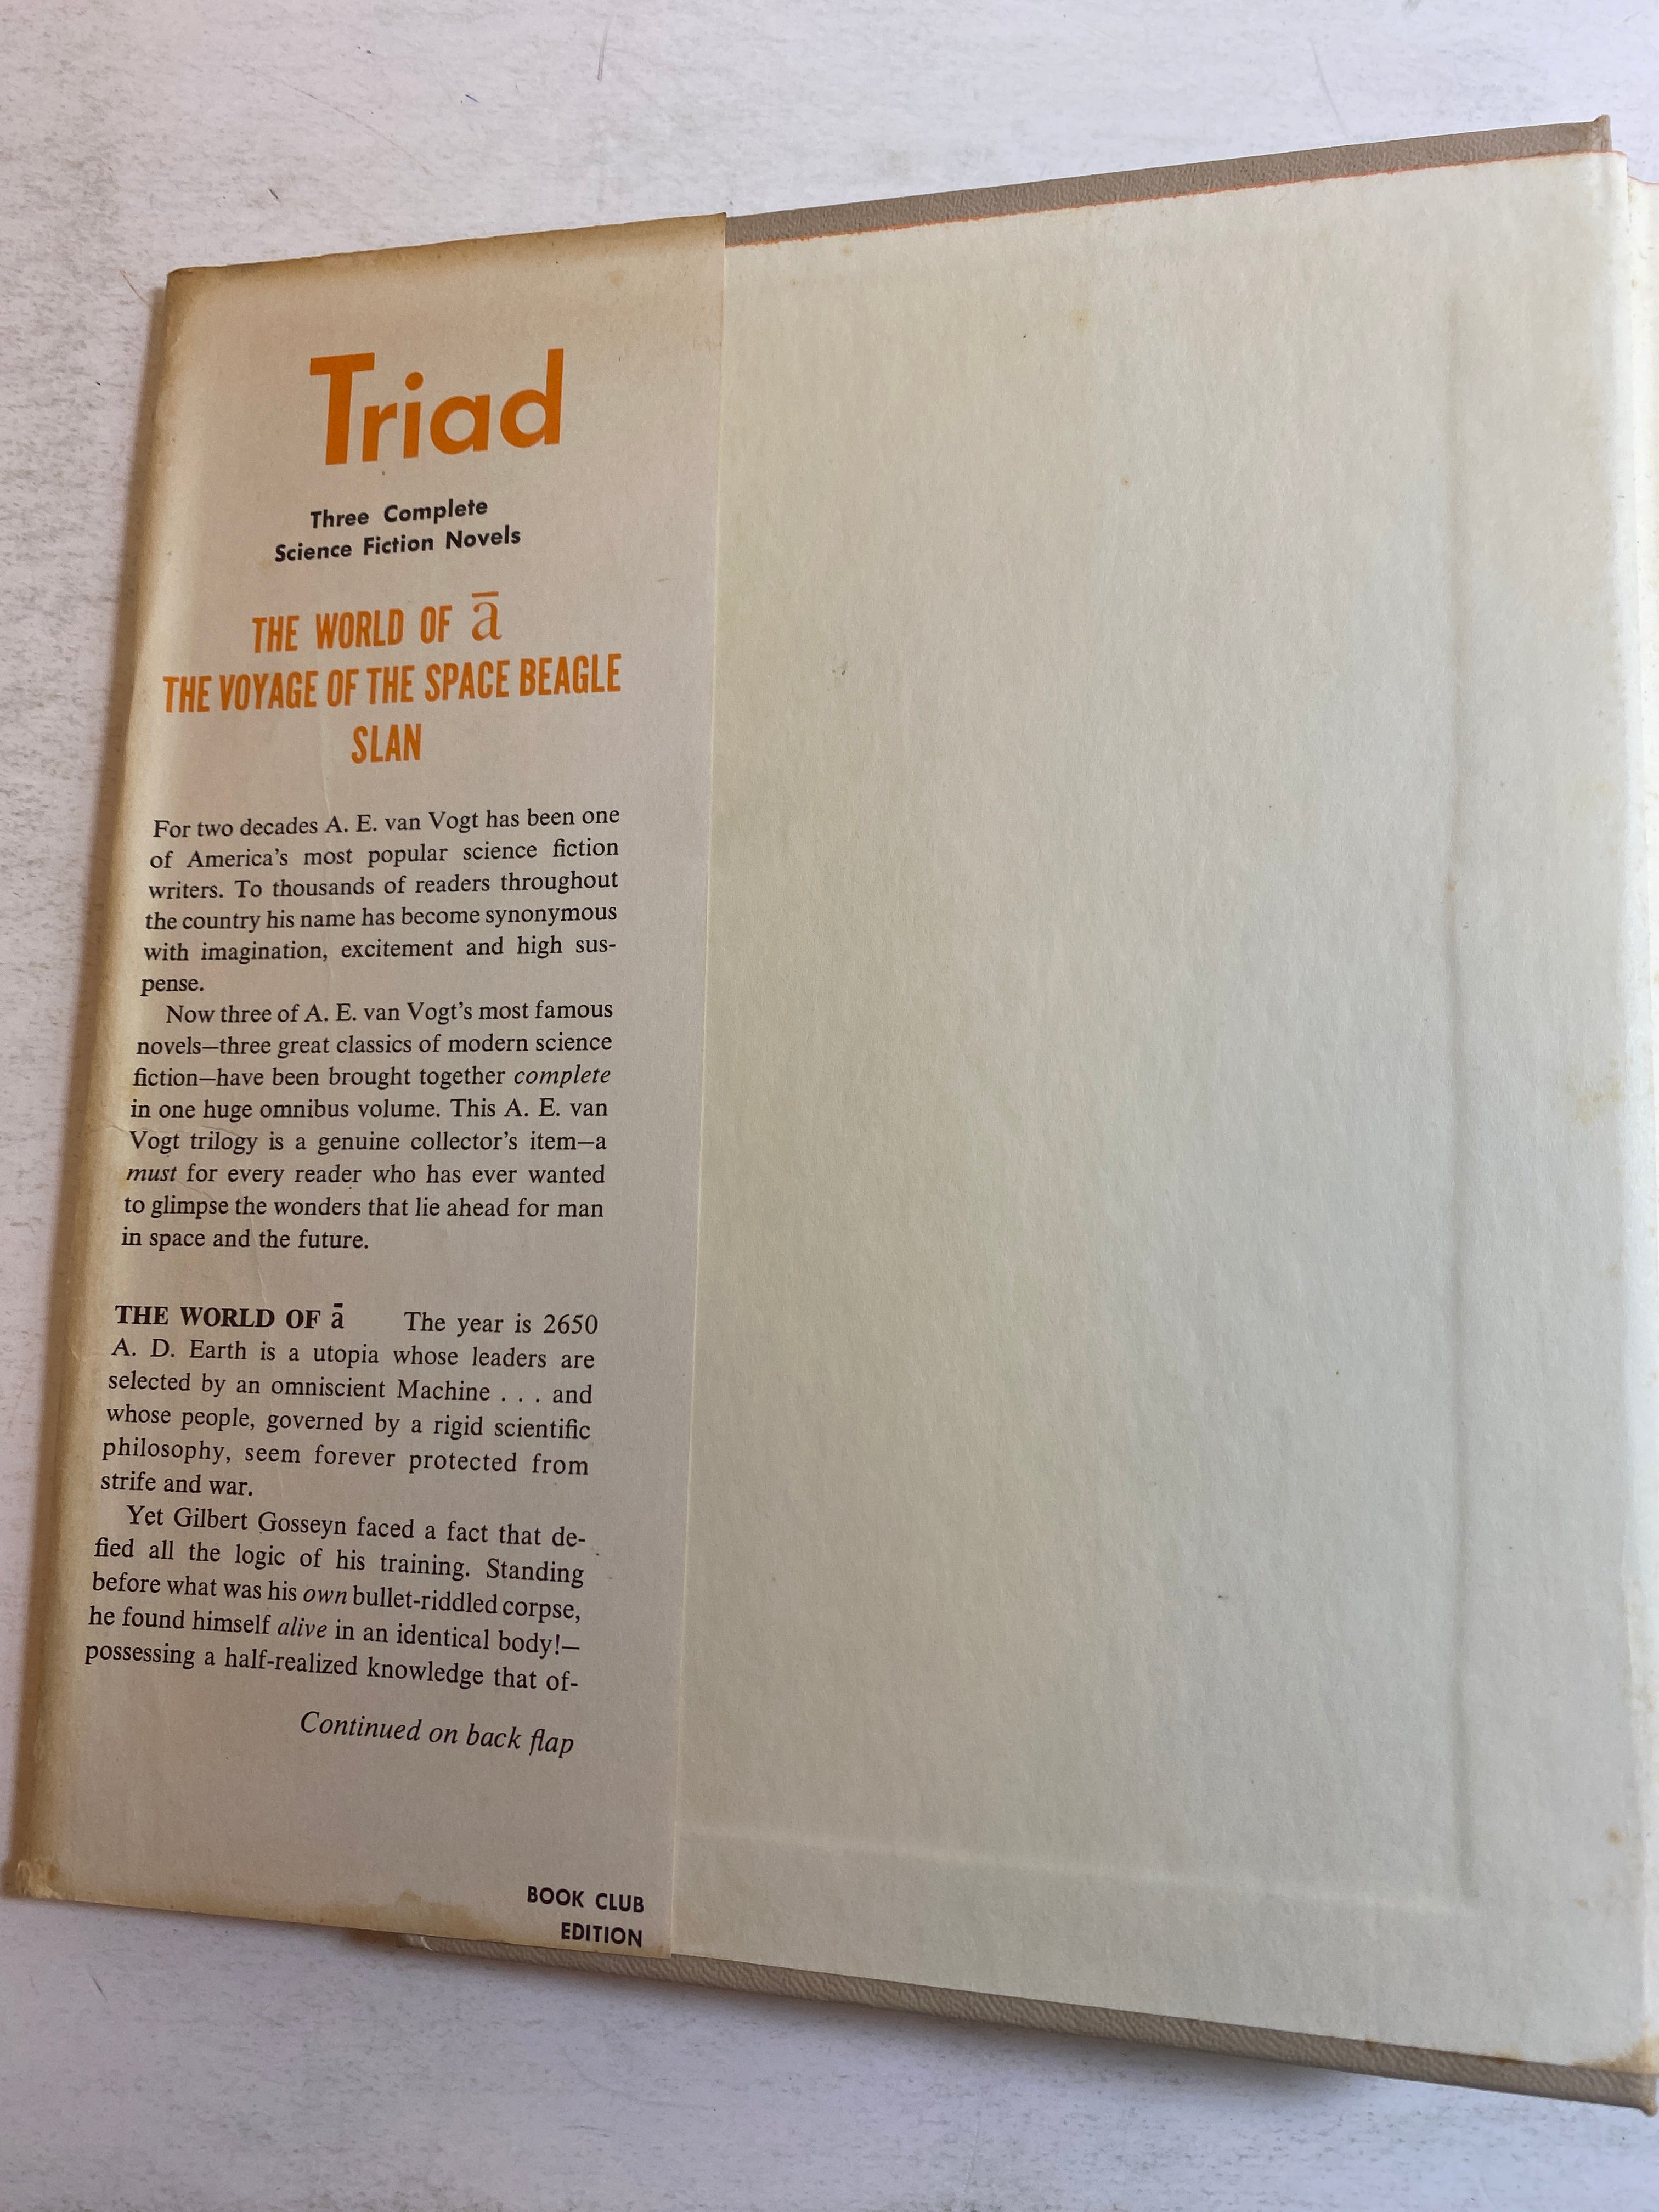 Triad
Three Complete
Science Fiction Novels
THE WORLD OF ā
THE VOYAGE OF THE SPACE BEAGLE
SLAN
For two decades A. E. van Vogt has been one
of America's most popular science fiction
writers. To thousands of readers throughout
the country his name has become synonymous
with imagination, excitement and high sus-
pense.
Now three of A. E. van Vogt's most famous
novels—three great classics of modern science
fiction—have been brought together complete
in one huge omnibus volume. This A. E. van
Vogt trilogy is a genuine collector's item—a
must for every reader who has ever wanted
to glimpse the wonders that lie ahead for man
in space and the future.
THE WORLD OF ā The year is 2650
A. D. Earth is a utopia whose leaders are
selected by an omniscient Machine . . . and
whose people, governed by a rigid scientific
philosophy, seem forever protected from
strife and war.
Yet Gilbert Gosseyn faced a fact that de-
fied all the logic of his training. Standing
before what was his own bullet-riddled corpse,
he found himself alive in an identical body!—
possessing a half-realized knowledge that of-
Continued on back flap
BOOK CLUB
EDITION